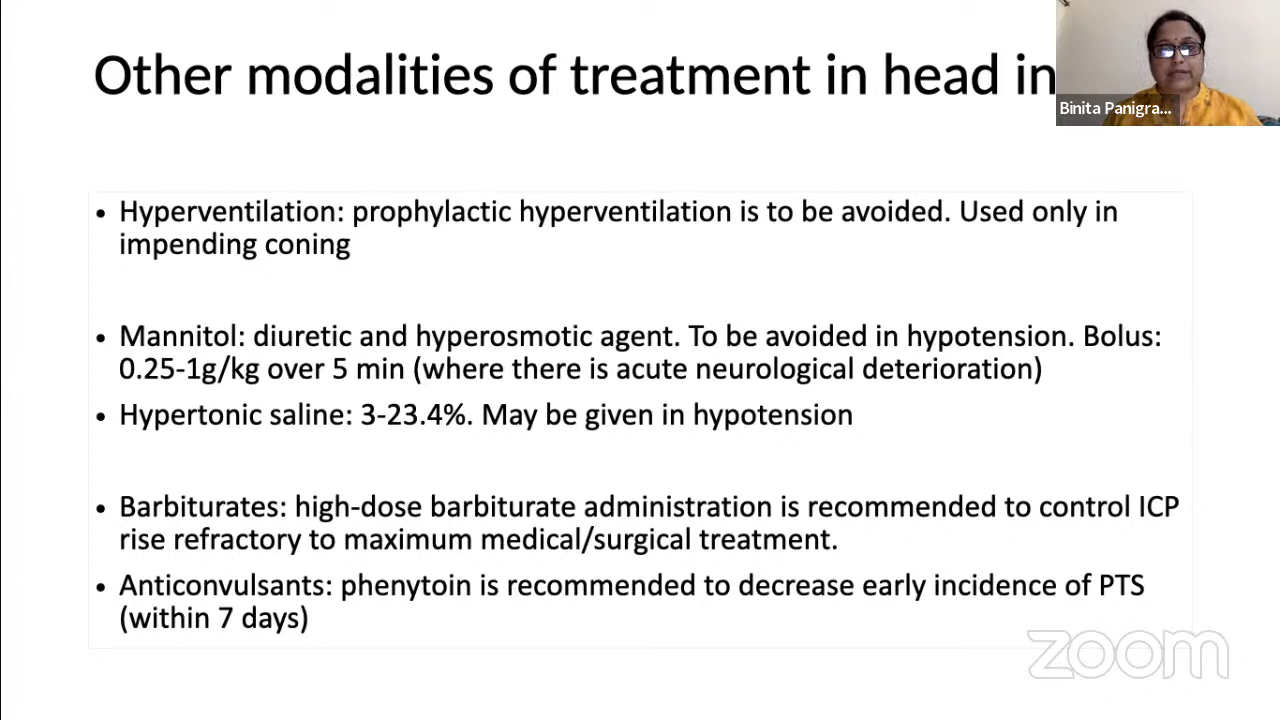 Other modalities of treatment in head in
Binita Panigra...
• Hyperventilation: prophylactic hyperventilation is to be avoided. Used only in
impending coning
• Mannitol: diuretic and hyperosmotic agent. To be avoided in hypotension. Bolus:
0.25-1g/kg over 5 min (where there is acute neurological deterioration)
• Hypertonic saline: 3-23.4%. May be given in hypotension
• Barbiturates: high-dose barbiturate administration is recommended to control ICP
rise refractory to maximum medical/surgical treatment.
• Anticonvulsants: phenytoin is recommended to decrease early incidence of PTS
(within 7 days)
zoom